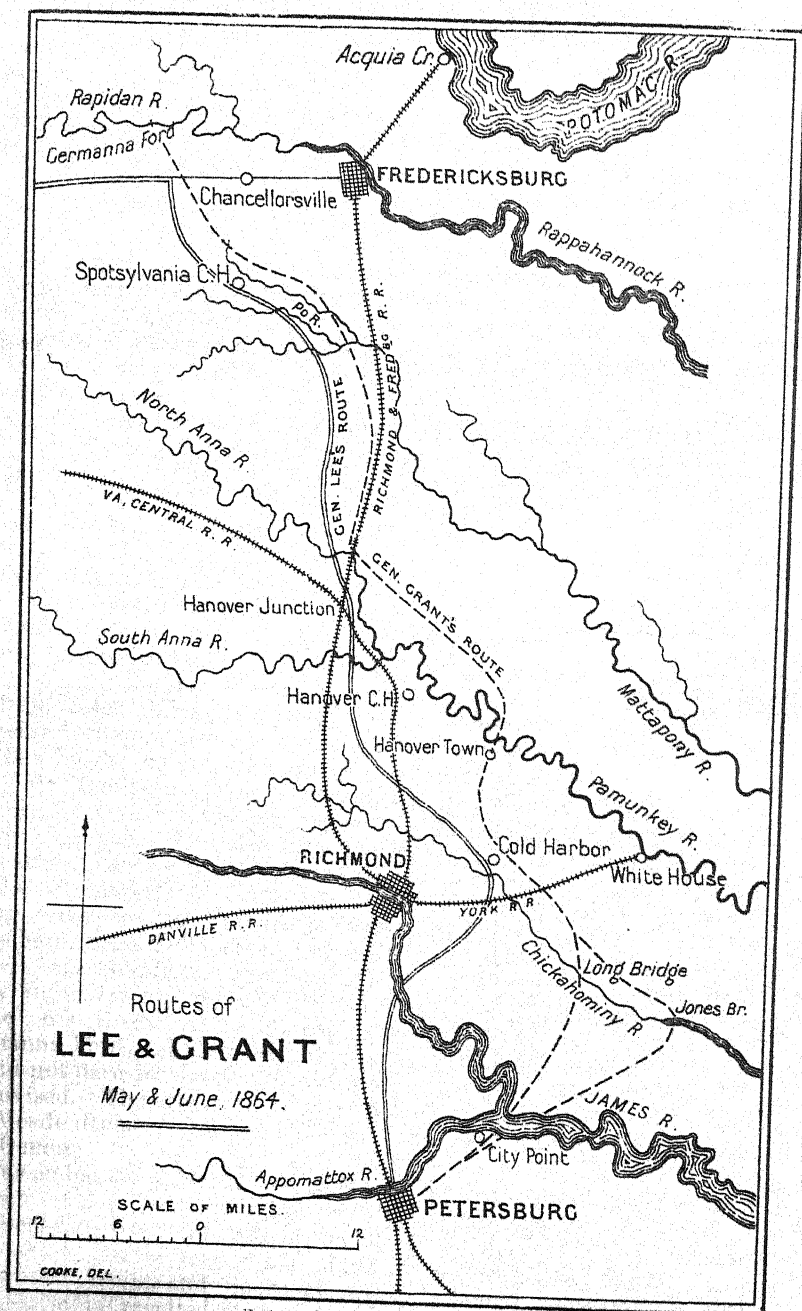 Acquia Cr.
POTOMAC R.
Rapidan R.
Germanna Ford
FREDERICKSBURG
Chancellorsville
Rappahannock R.
Spotsylvania C.H.
Po R.
RICHMOND & FRED'BG R. R.
GEN. LEE'S ROUTE
North Anna R.
VA. CENTRAL R. R.
GEN. GRANT'S ROUTE
Hanover Junction
South Anna R.
Hanover C.H.
Mattapony R.
Hanover Town
Pamunkey R.
Cold Harbor
RICHMOND
White House
YORK R R
DANVILLE R.R.
Chickahominy R
Long Bridge
Jones Br.
Routes of
LEE & GRANT
May & June, 1864.
JAMES R.
City Point
Appomattox R.
PETERSBURG
SCALE OF MILES.
12 6 0 12
COOKE, DEL.